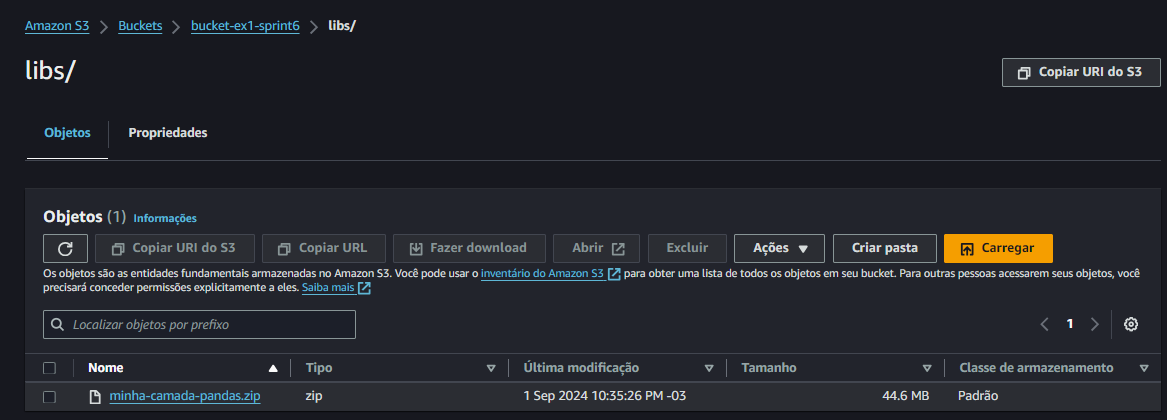 Amazon S3 > Buckets > bucket-ex1-sprint6 > libs/
libs/
Copiar URI do S3
Objetos Propriedades
Objetos (1) Informações
Copiar URI do S3 Copiar URL Fazer download Abrir Excluir Ações Criar pasta Carregar
Os objetos são as entidades fundamentais armazenadas no Amazon S3. Você pode usar o inventário do Amazon S3 para obter uma lista de todos os objetos em seu bucket. Para outras pessoas acessarem seus objetos, você
precisará conceder permissões explicitamente a eles. Saiba mais
Localizar objetos por prefixo
1
Nome Tipo Última modificação Tamanho Classe de armazenamento
minha-camada-pandas.zip zip 1 Sep 2024 10:35:26 PM -03 44.6 MB Padrão